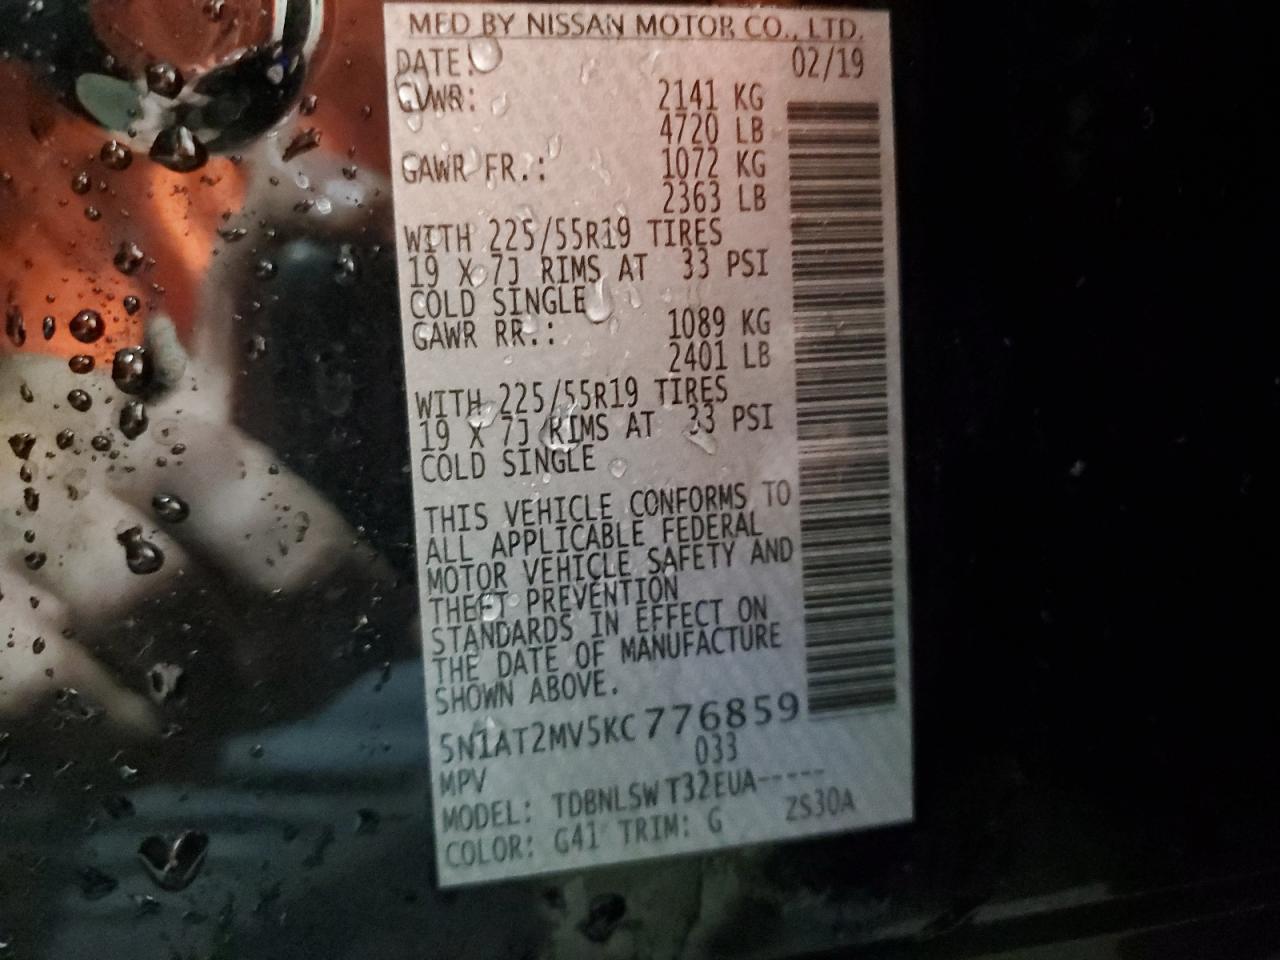 MFD BY NISSAN MOTOR CO., LTD.
DATE: 02/19
GVWR: 2141 KG
4720 LB
GAWR FR.: 1072 KG
2363 LB
WITH 225/55R19 TIRES
19 X 7J RIMS AT 33 PSI
COLD SINGLE
GAWR RR.: 1089 KG
2401 LB
WITH 225/55R19 TIRES
19 X 7J RIMS AT 33 PSI
COLD SINGLE
THIS VEHICLE CONFORMS TO
ALL APPLICABLE FEDERAL
MOTOR VEHICLE SAFETY AND
THEFT PREVENTION
STANDARDS IN EFFECT ON
THE DATE OF MANUFACTURE
SHOWN ABOVE.
5N1AT2MV5KC776859
MPV 033
MODEL: TDBNLSW T32EUA-----
COLOR: G41 TRIM: G ZS30A